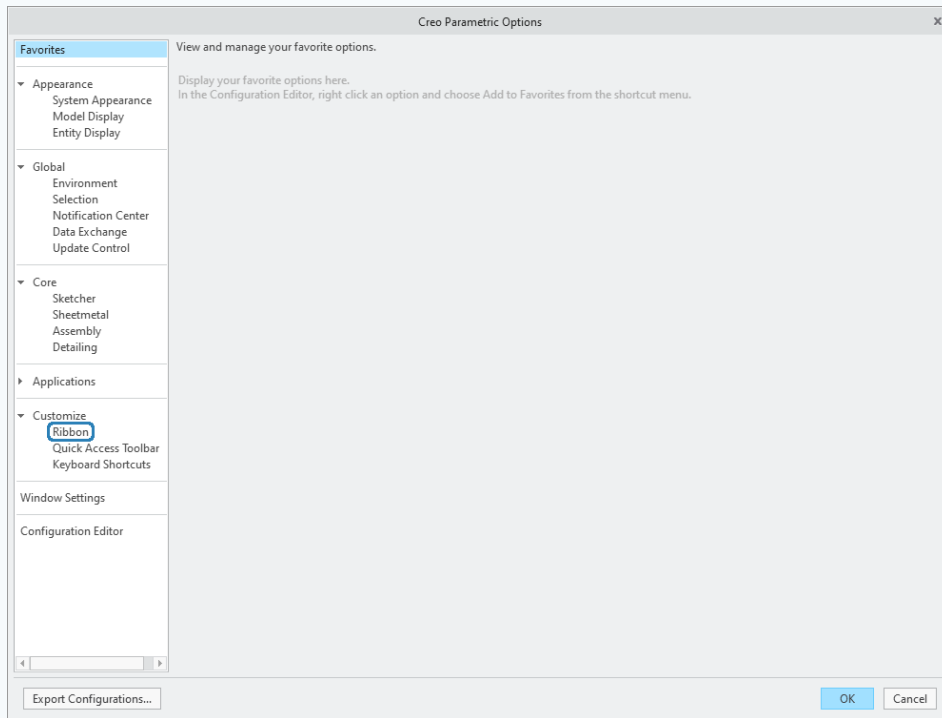 Creo Parametric Options
x
Favorites
View and manage your favorite options.
Display your favorite options here.
In the Configuration Editor, right click an option and choose Add to Favorites from the shortcut menu.
Appearance
System Appearance
Model Display
Entity Display
Global
Environment
Selection
Notification Center
Data Exchange
Update Control
Core
Sketcher
Sheetmetal
Assembly
Detailing
Applications
Customize
Ribbon
Quick Access Toolbar
Keyboard Shortcuts
Window Settings
Configuration Editor
Export Configurations...
OK
Cancel